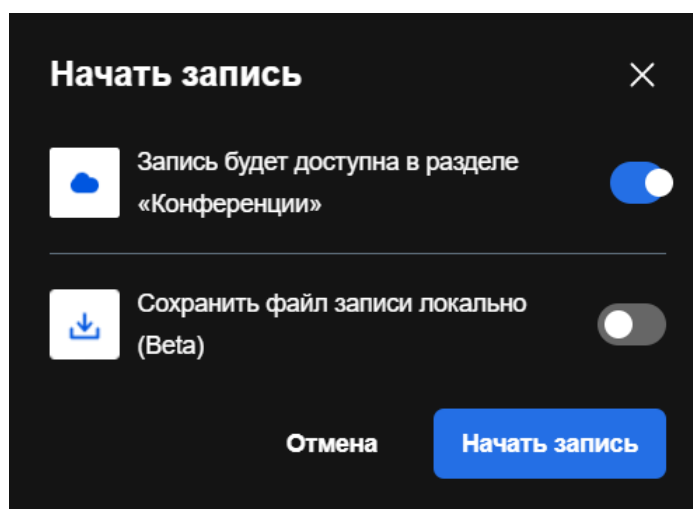 Начать запись
Запись будет доступна в разделе
«Конференции»
Сохранить файл записи локально
(Beta)
Отмена
Начать запись